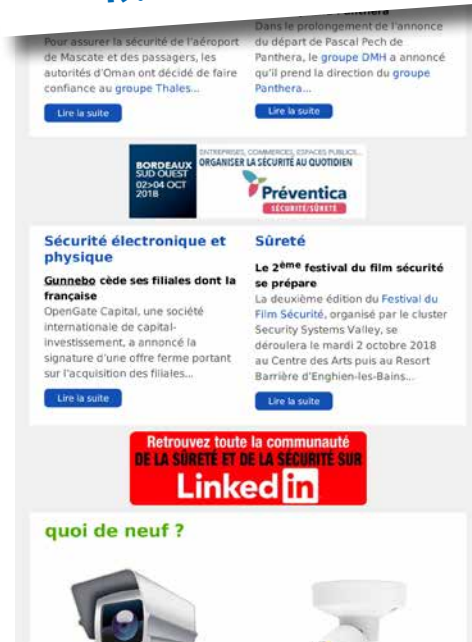 Pour assurer la sécurité de l'aéroport
de Mascate et des passagers, les
autorités d'Oman ont décidé de faire
confiance au groupe Thales...
Lire la suite
Dans le prolongement de l'annonce
du départ de Pascal Pech de
Panthera, le groupe DMH a annoncé
qu'il prend la direction du groupe
Panthera...
Lire la suite
BORDEAUX
SUD OUEST
02>04 OCT
2018
ENTREPRISES, COMMERCES, ESPACES PUBLICS...
ORGANISER LA SÉCURITÉ AU QUOTIDIEN
Préventica
SÉCURITÉ/SÛRETÉ
Sécurité électronique et
physique
Gunnebo cède ses filiales dont la
française
OpenGate Capital, une société
internationale de capital-
investissement, a annoncé la
signature d'une offre ferme portant
sur l'acquisition des filiales...
Lire la suite
Sûreté
Le 2ème festival du film sécurité
se prépare
La deuxième édition du Festival du
Film Sécurité, organisé par le cluster
Security Systems Valley, se
déroulera le mardi 2 octobre 2018
au Centre des Arts puis au Resort
Barrière d'Enghien-les-Bains...
Lire la suite
Retrouvez toute la communauté
DE LA SÛRETÉ ET DE LA SÉCURITÉ SUR
Linked in
quoi de neuf ?